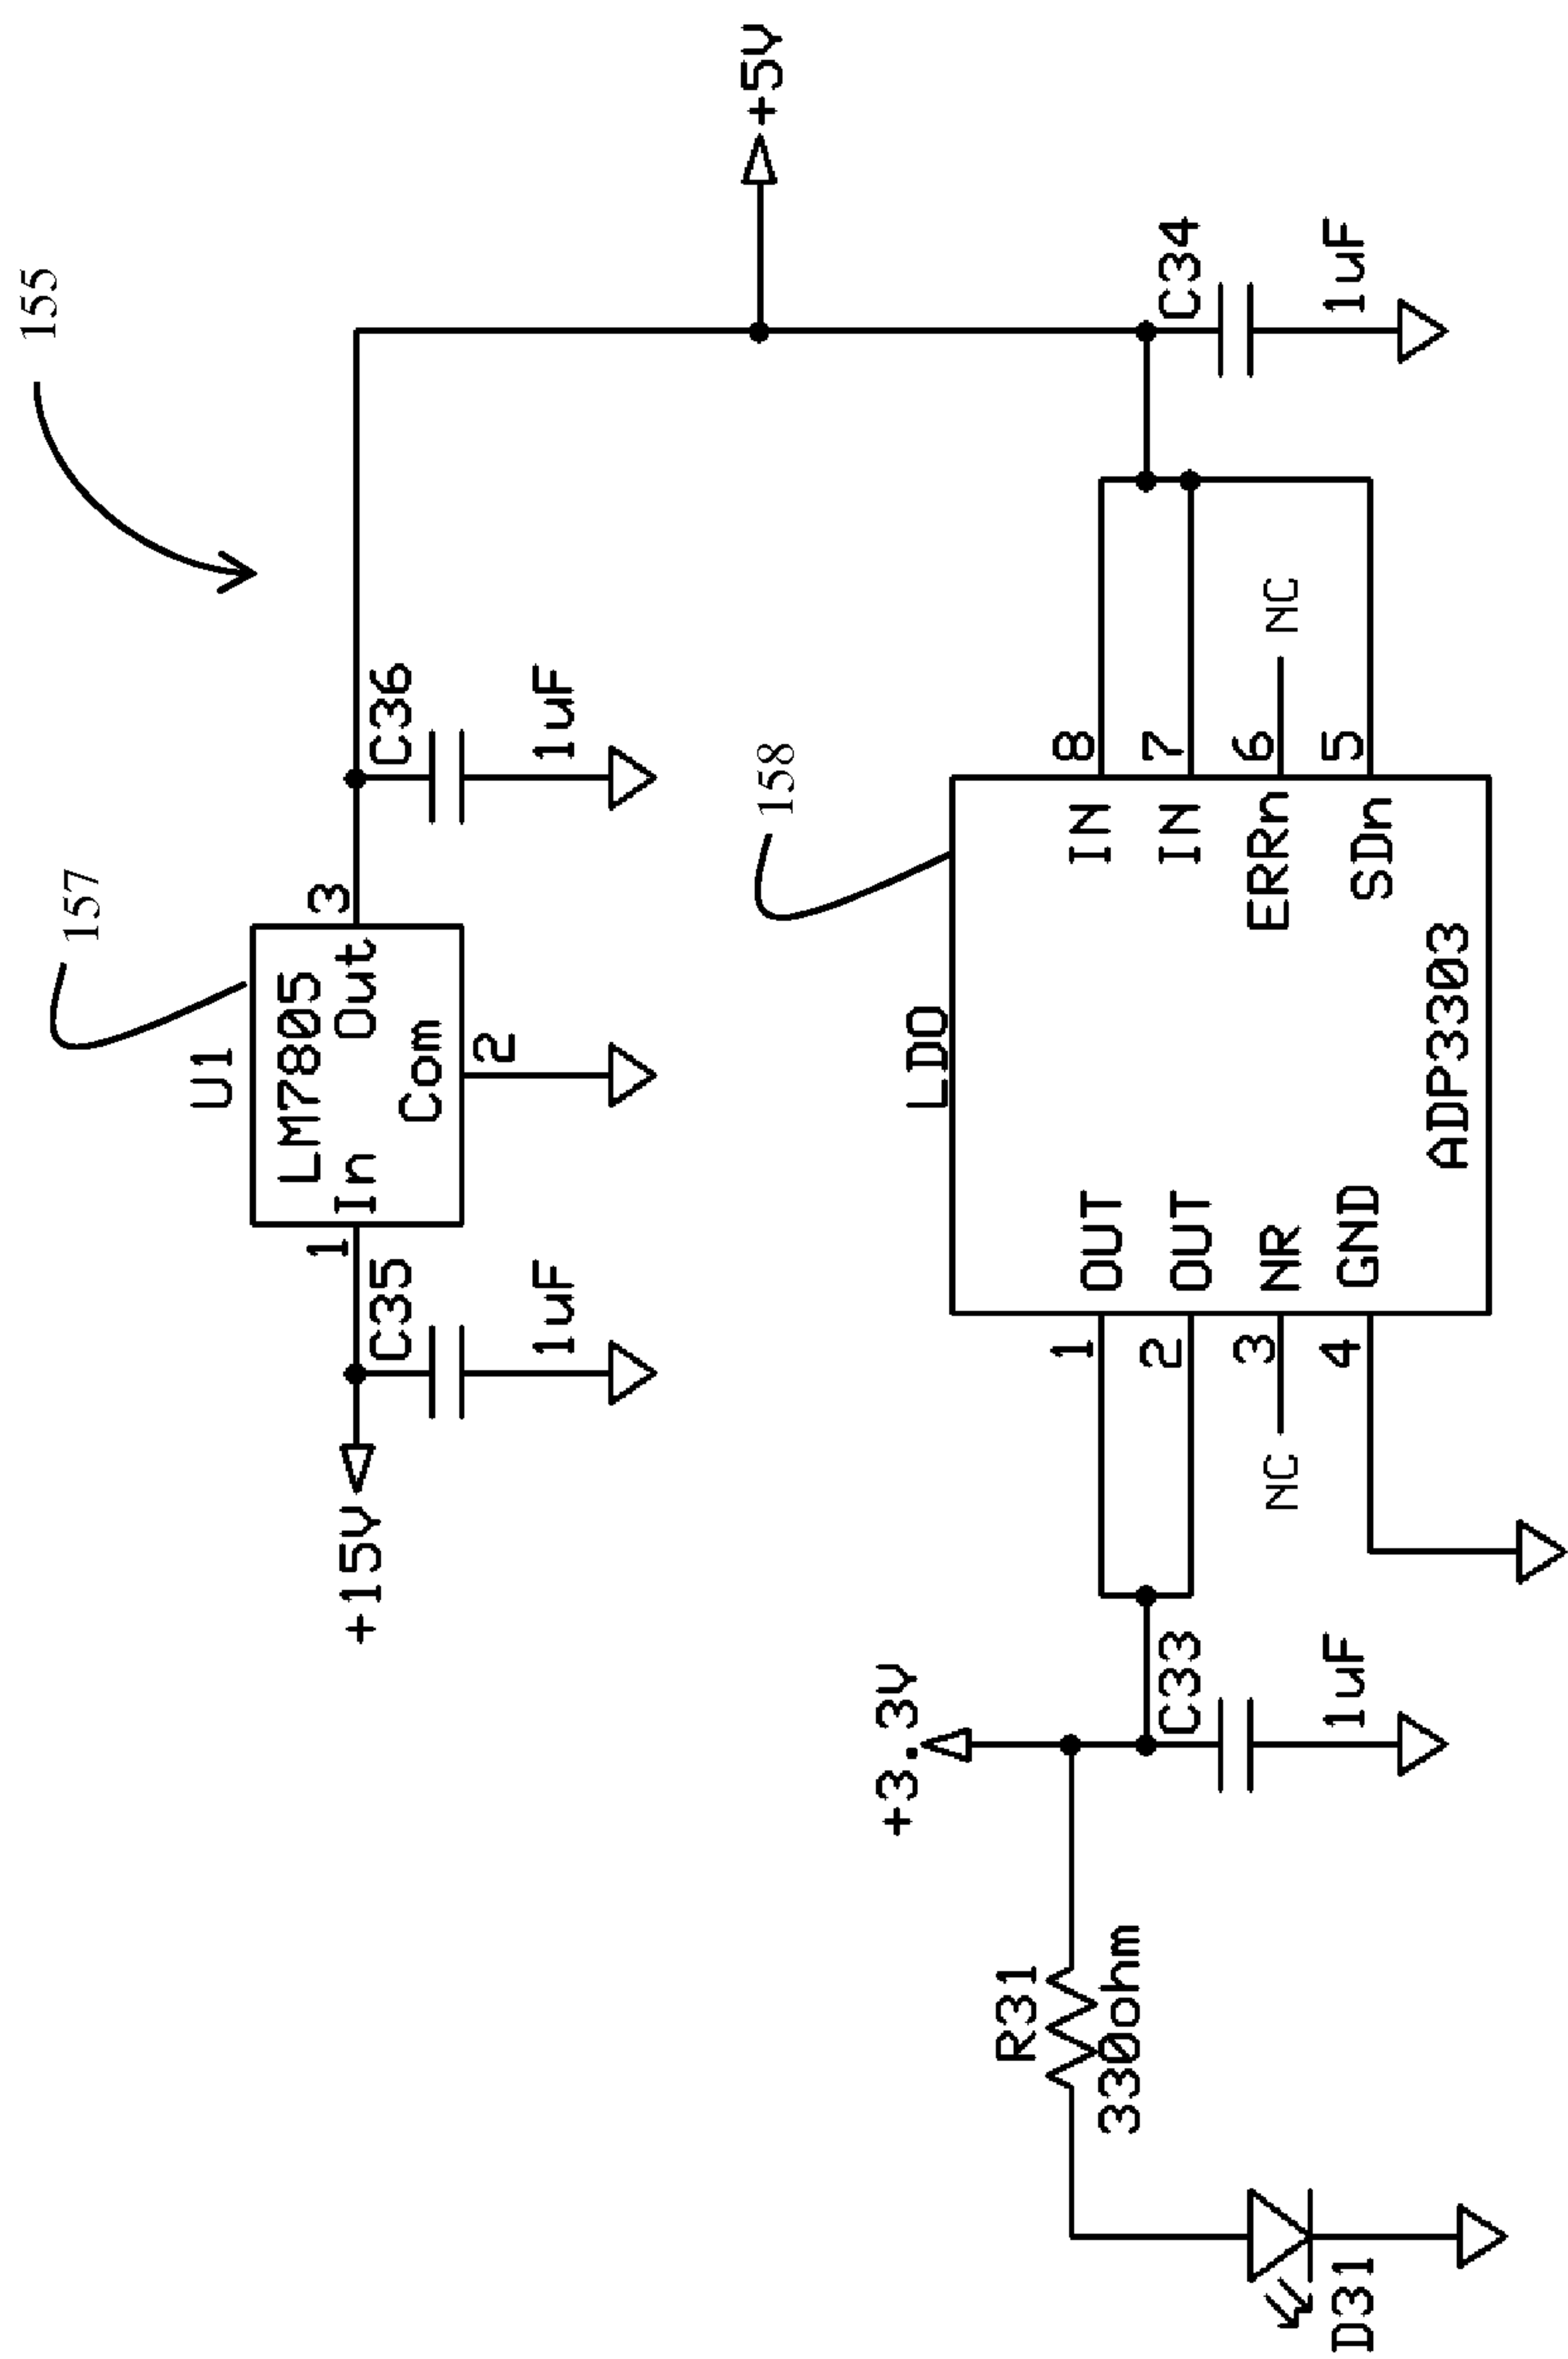 155
157
U1
LM7805
In
Out
Com
1
3
2
+15V
C35
1uF
C36
1uF
+5V
158
LDO
+3.3V
R31
330ohm
D31
C33
1uF
1
2
3
4
NC
OUT
OUT
NR
GND
IN
IN
ERRn
SDn
ADP3303
8
7
6
5
NC
C34
1uF